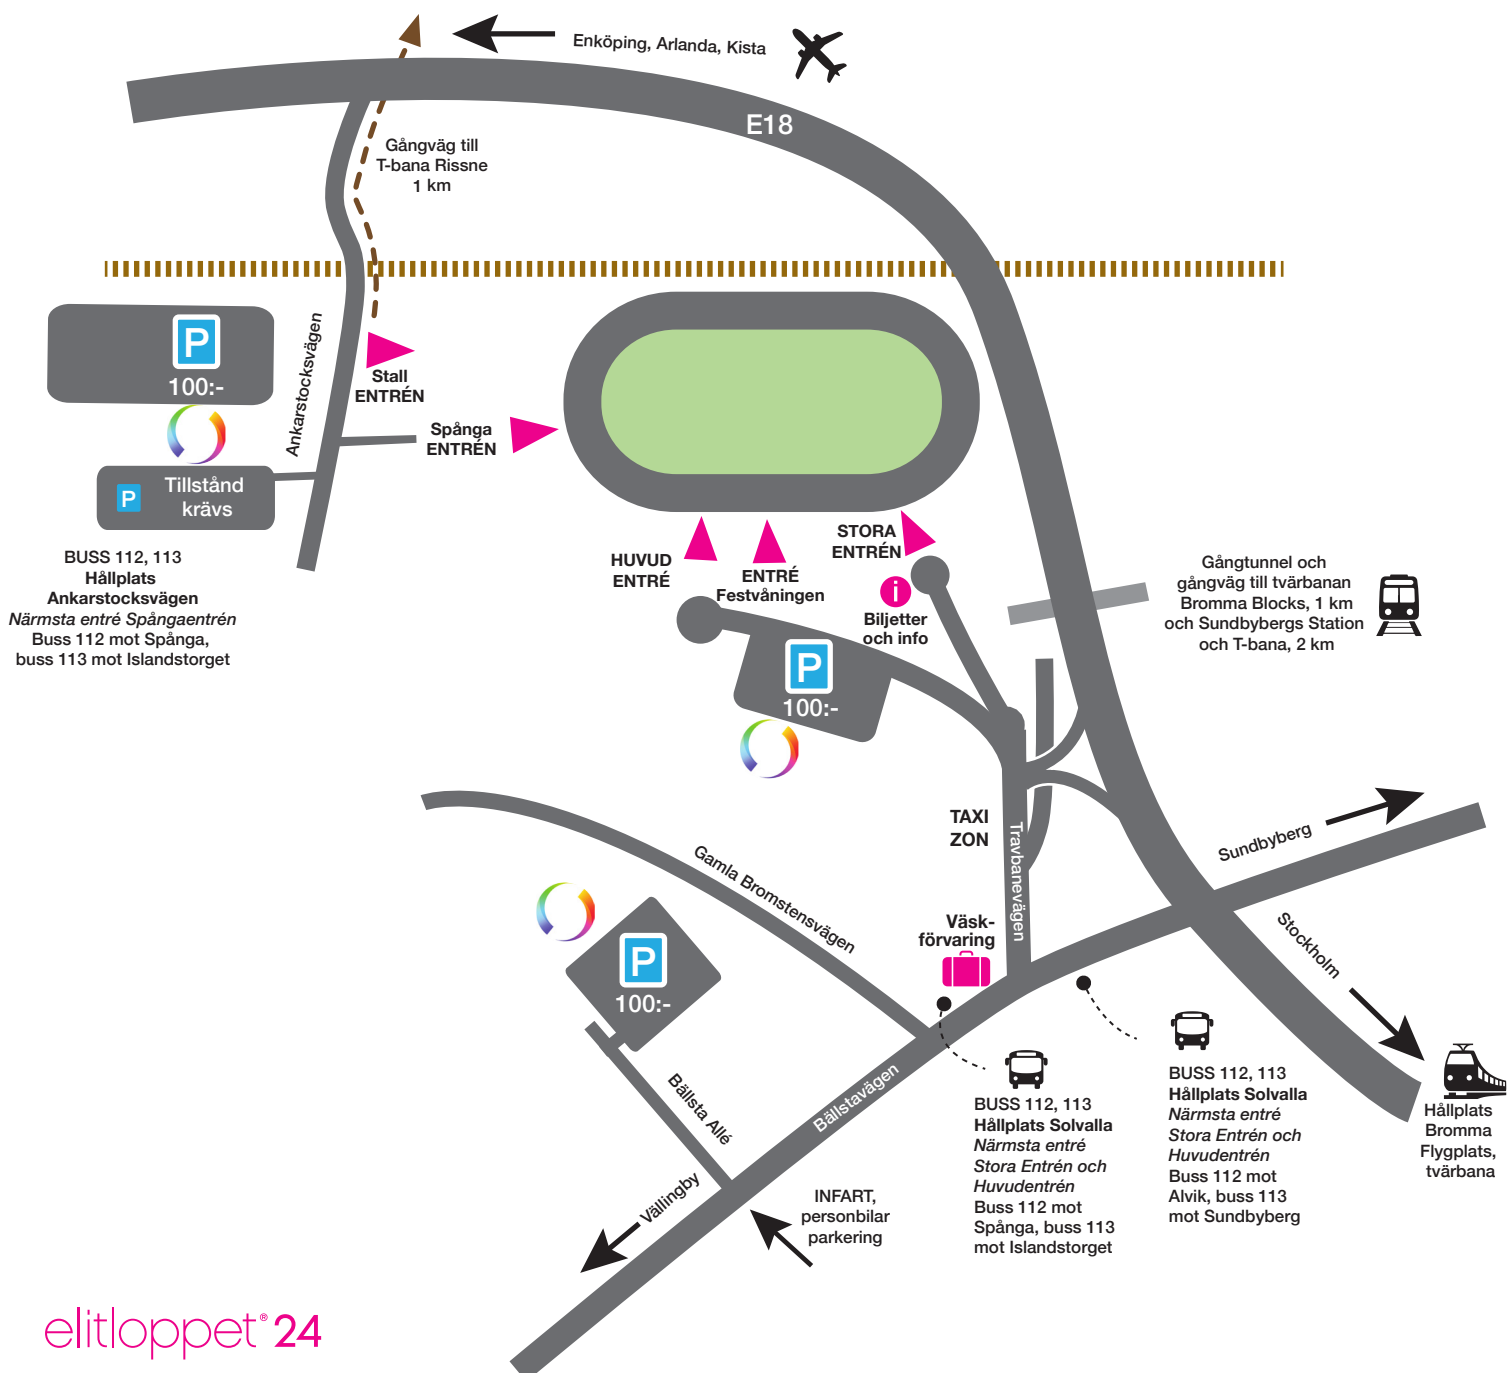 Enköping, Arlanda, Kista
E18
Gångväg till
T-bana Rissne
1 km
P
100:-
Ankarstocksvägen
Stall
ENTRÉN
Spånga
ENTRÉN
P
Tillstånd
krävs
BUSS 112, 113
Hållplats
Ankarstocksvägen
Närmsta entré Spångaentrén
Buss 112 mot Spånga,
buss 113 mot Islandstorget
HUVUD
ENTRÉ
ENTRÉ
Festvåningen
STORA
ENTRÉN
i
Biljetter
och info
Gångtunnel och
gångväg till tvärbanan
Bromma Blocks, 1 km
och Sundbybergs Station
och T-bana, 2 km
P
100:-
TAXI
ZON
Travbanevägen
Sundbyberg
Gamla Bromstensvägen
Väsk-
förvaring
Stockholm
P
100:-
Bällsta Allé
Bällstavägen
Vällingby
INFART,
personbilar
parkering
BUSS 112, 113
Hållplats Solvalla
Närmsta entré
Stora Entrén och
Huvudentrén
Buss 112 mot
Spånga, buss 113
mot Islandstorget
BUSS 112, 113
Hållplats Solvalla
Närmsta entré
Stora Entrén och
Huvudentrén
Buss 112 mot
Alvik, buss 113
mot Sundbyberg
Hållplats
Bromma
Flygplats,
tvärbana
elitloppet® 24